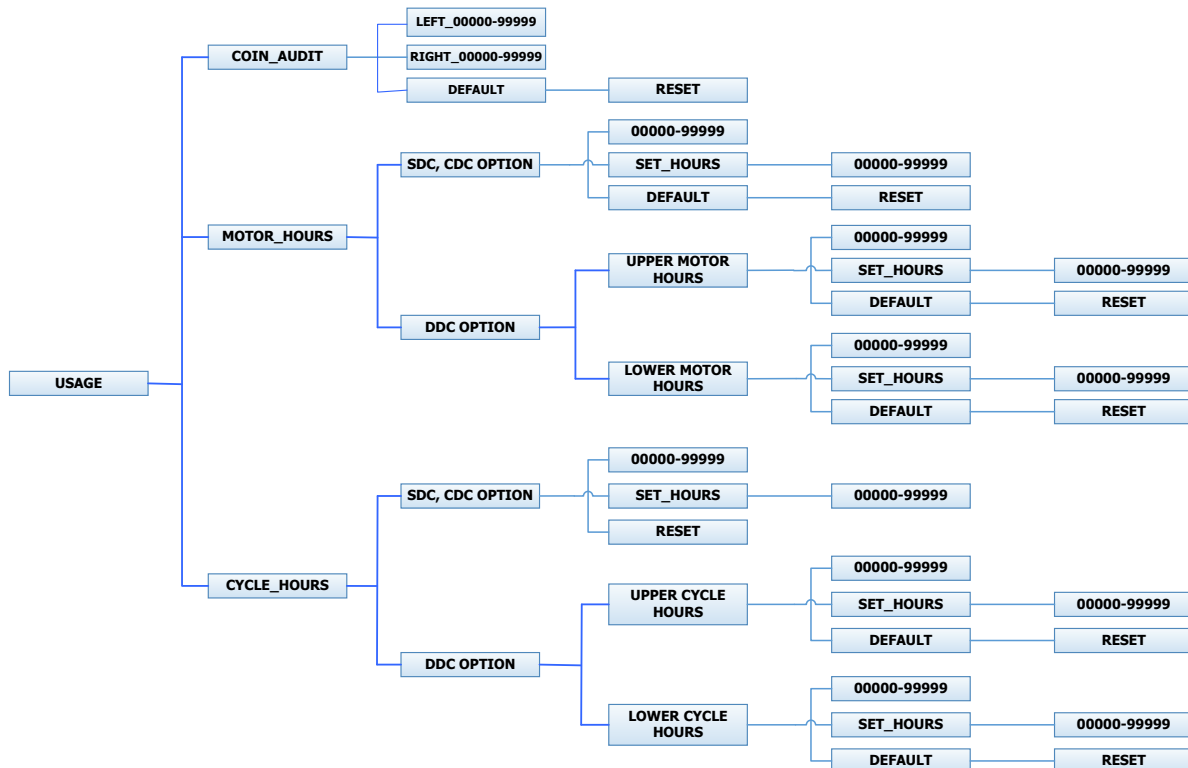 LEFT_00000-99999
COIN_AUDIT
RIGHT_00000-99999
DEFAULT
RESET
00000-99999
SDC, CDC OPTION
SET_HOURS
00000-99999
DEFAULT
RESET
MOTOR_HOURS
00000-99999
UPPER MOTOR
HOURS
SET_HOURS
00000-99999
DEFAULT
RESET
DDC OPTION
00000-99999
LOWER MOTOR
HOURS
SET_HOURS
00000-99999
DEFAULT
RESET
USAGE
00000-99999
SDC, CDC OPTION
SET_HOURS
00000-99999
RESET
CYCLE_HOURS
00000-99999
UPPER CYCLE
HOURS
SET_HOURS
00000-99999
DEFAULT
RESET
DDC OPTION
00000-99999
LOWER CYCLE
HOURS
SET_HOURS
00000-99999
DEFAULT
RESET